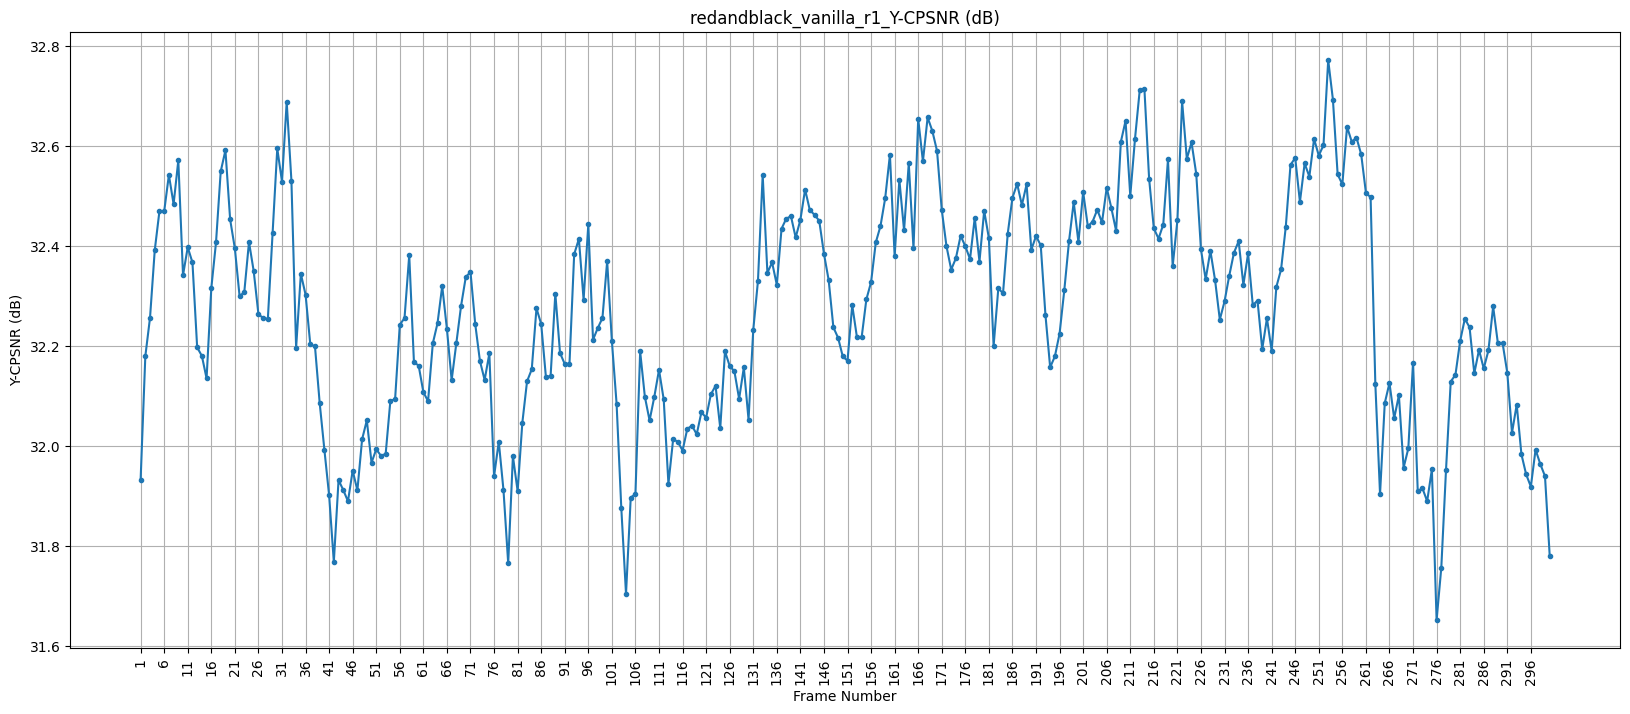 redandblack_vanilla_r1_Y-CPSNR (dB)
32.8
32.6
32.4
32.2
32.0
31.8
31.6
Y-CPSNR (dB)
1 6 11 16 21 26 31 36 41 46 51 56 61 66 71 76 81 86 91 96 101 106 111 116 121 126 131 136 141 146 151 156 161 166 171 176 181 186 191 196 201 206 211 216 221 226 231 236 241 246 251 256 261 266 271 276 281 286 291 296
Frame Number